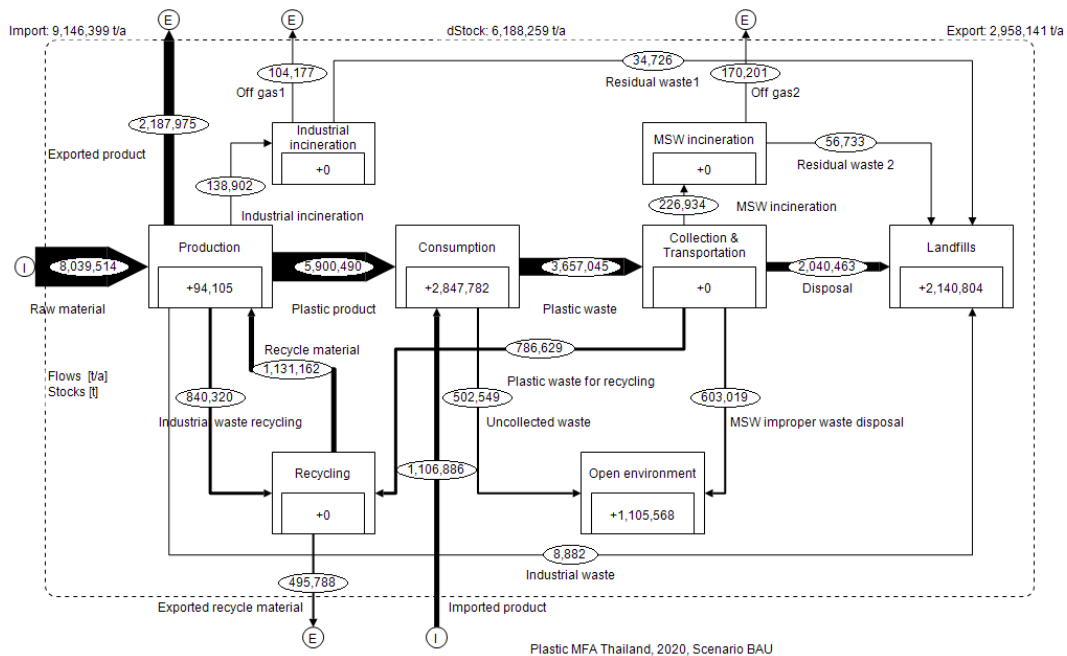 E
E
E
Import: 9,146,399 t/a
dStock: 6,188,259 t/a
Export: 2,958,141 t/a
104,177
Off gas1
34,726
Residual waste1
170,201
Off gas2
2,187,975
Exported product
Industrial
incineration
+0
MSW incineration
+0
56,733
Residual waste 2
138,902
Industrial incineration
226,934
MSW incineration
I
8,039,514
Raw material
Production
+94,105
5,900,490
Plastic product
Consumption
+2,847,782
3,657,045
Plastic waste
Collection &
Transportation
+0
2,040,463
Disposal
Landfills
+2,140,804
Recycle material
1,131,162
786,629
Plastic waste for recycling
Flows [t/a]
Stocks [t]
840,320
Industrial waste recycling
502,549
Uncollected waste
603,019
MSW improper waste disposal
Recycling
+0
1,106,886
Open environment
+1,105,568
8,882
Industrial waste
495,788
Exported recycle material
Imported product
E
I
Plastic MFA Thailand, 2020, Scenario BAU